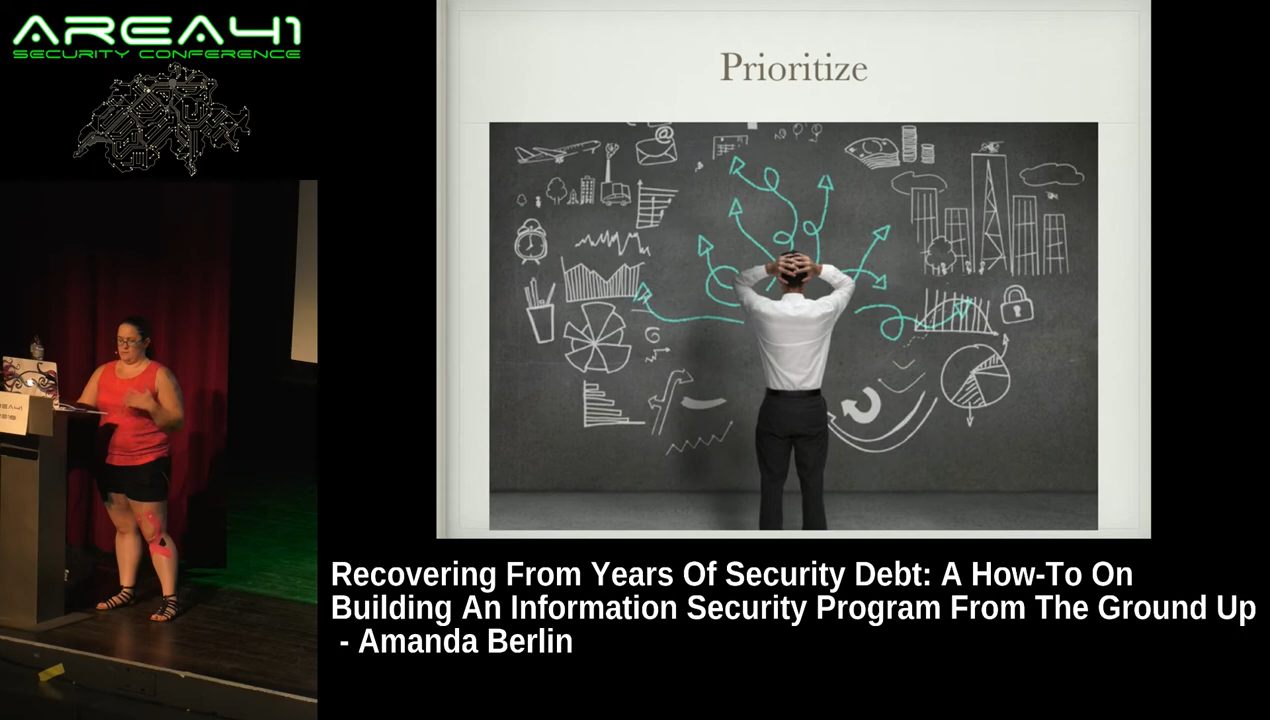 AREA41
SECURITY CONFERENCE
Prioritize
@
Recovering From Years Of Security Debt: A How-To On
Building An Information Security Program From The Ground Up
- Amanda Berlin